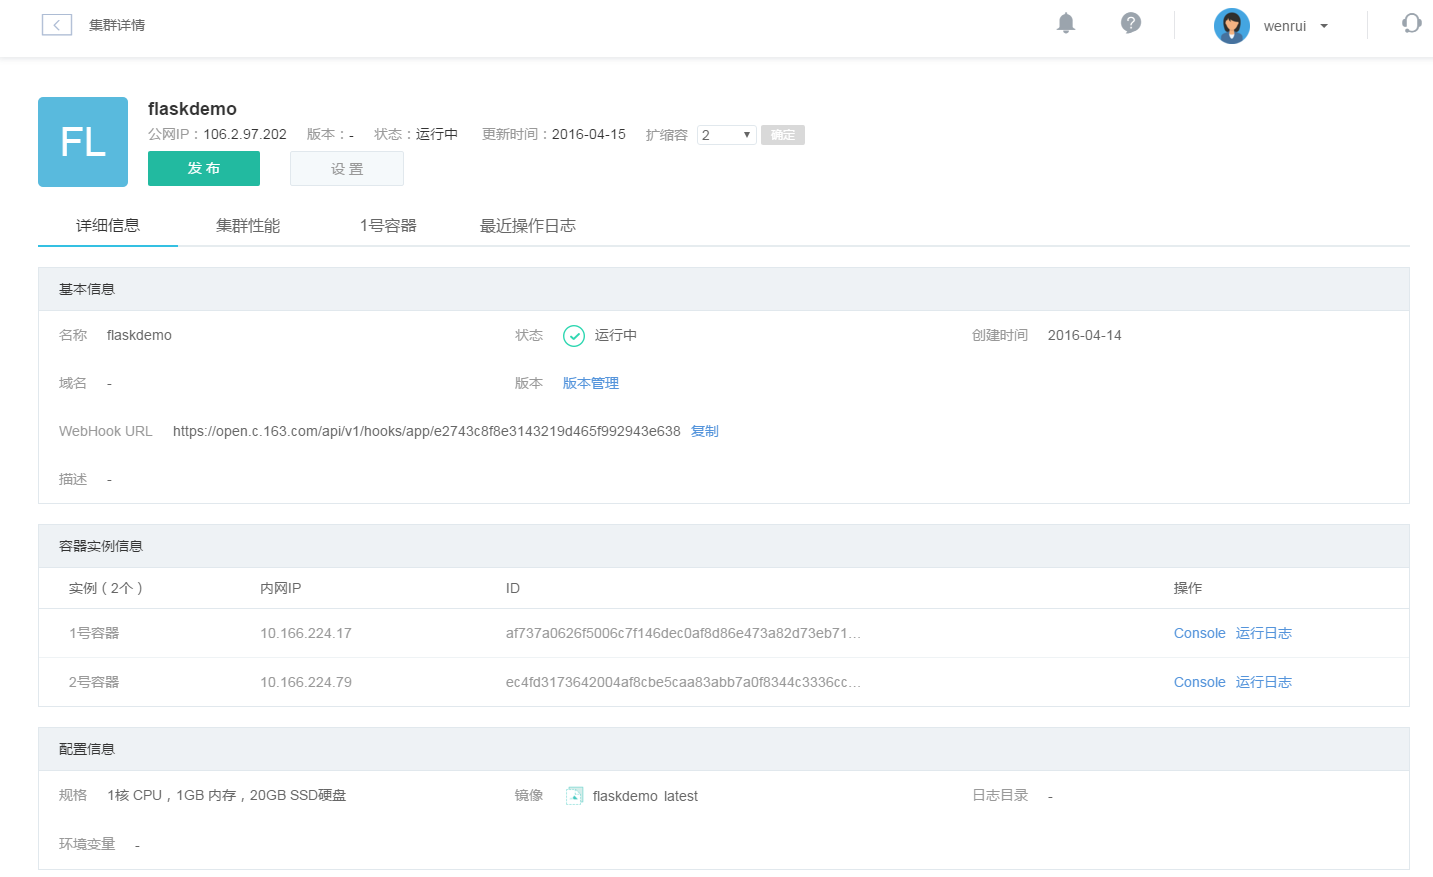 集群详情
wenrui
FL
flaskdemo
公网IP：106.2.97.202 版本：- 状态：运行中 更新时间：2016-04-15 扩缩容 2 确定
发 布 设 置
详细信息 集群性能 1号容器 最近操作日志
基本信息
名称 flaskdemo 状态 运行中 创建时间 2016-04-14
域名 - 版本 版本管理
WebHook URL https://open.c.163.com/api/v1/hooks/app/e2743c8f8e3143219d465f992943e638 复制
描述 -
容器实例信息
实例（2个） 内网IP ID 操作
1号容器 10.166.224.17 af737a0626f5006c7f146dec0af8d86e473a82d73eb71... Console 运行日志
2号容器 10.166.224.79 ec4fd3173642004af8cbe5caa83abb7a0f8344c3336cc... Console 运行日志
配置信息
规格 1核 CPU，1GB 内存，20GB SSD硬盘 镜像 flaskdemo latest 日志目录 -
环境变量 -